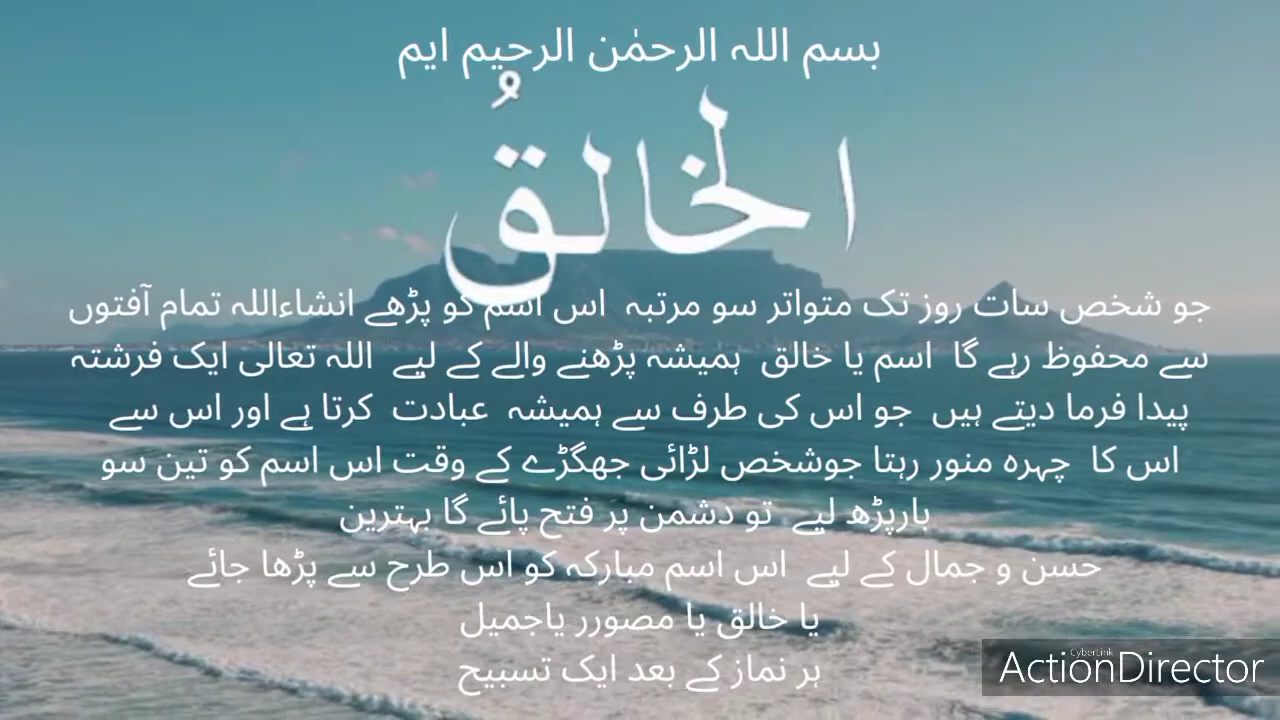 بسم اللہ الرحمٰن الرحیم ایم
الخالقُ
جو شخص سات روز تک متواتر سو مرتبہ اس اسم کو پڑھے انشاءاللہ تمام آفتوں
سے محفوظ رہے گا اسم یا خالق ہمیشہ پڑھنے والے کے لیے اللہ تعالی ایک فرشتہ
پیدا فرما دیتے ہیں جو اس کی طرف سے ہمیشہ عبادت کرتا ہے اور اس سے
اس کا چہرہ منور رہتا جوشخص لڑائی جھگڑے کے وقت اس اسم کو تین سو
بارپڑھ لیے تو دشمن پر فتح پائے گا بہترین
حسن و جمال کے لیے اس اسم مبارکہ کو اس طرح سے پڑھا جائے
یا خالق یا مصورر یاجمیل
ہر نماز کے بعد ایک تسبیح
CyberLink
ActionDirector